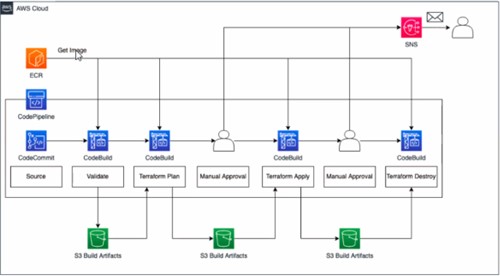 aws
AWS Cloud
SNS
Get Image
ECR
CodePipeline
CodeCommit
CodeBuild
CodeBuild
CodeBuild
CodeBuild
Source
Validate
Terraform Plan
Manual Approval
Terraform Apply
Manual Approval
Terraform Destroy
S3 Build Artifacts
S3 Build Artifacts
S3 Build Artifacts